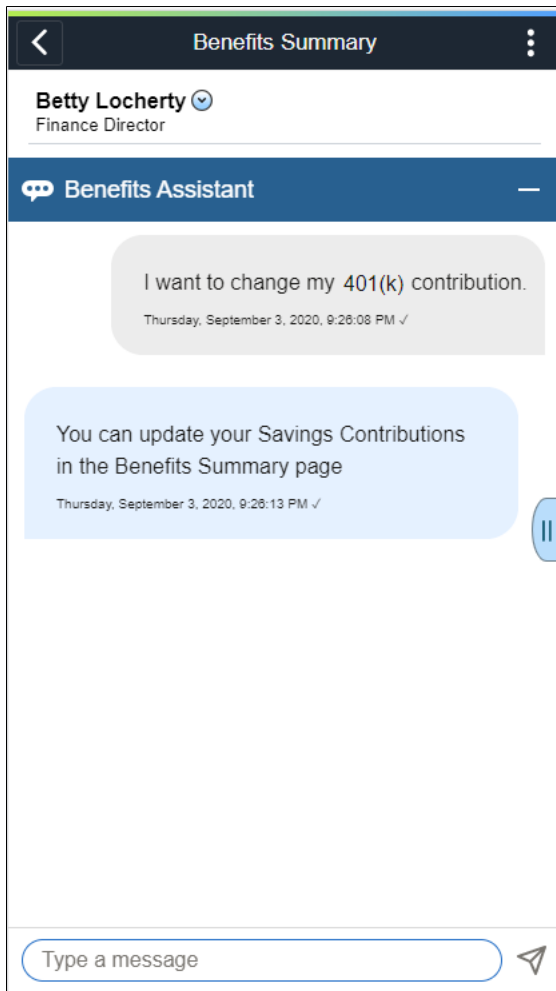 Benefits Summary
Betty Locherty
Finance Director
Benefits Assistant
I want to change my 401(k) contribution.
Thursday, September 3, 2020, 9:26:08 PM ✓
You can update your Savings Contributions
in the Benefits Summary page
Thursday, September 3, 2020, 9:26:13 PM ✓
Type a message